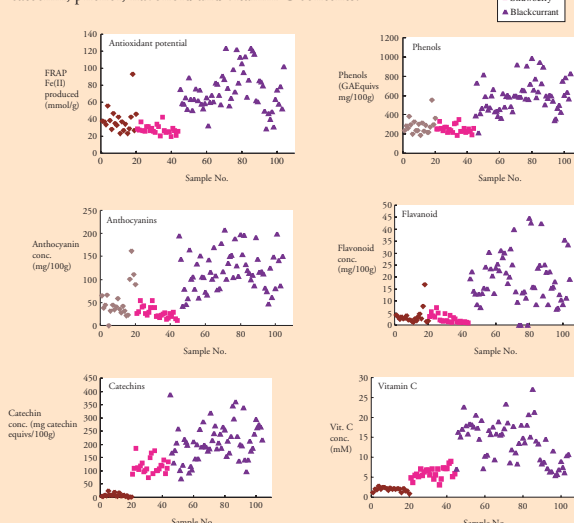 Blackcurrant
Antioxidant potential
FRAP
Fe(II)
produced
(mmol/g)
140
120
100
80
60
40
20
0
0 20 40 60 80 100
Sample No.
Phenols
Phenols
(GAEquivs
mg/100g)
1200
1000
800
600
400
200
0
0 20 40 60 80 100
Sample No.
Anthocyanins
Anthocyanin
conc.
(mg/100g)
250
200
150
100
50
0
0 20 40 60 80 100
Sample No.
Flavanoid
Flavonoid
conc.
(mg/100g)
50
45
40
35
30
25
20
15
10
5
0
0 20 40 60 80 100
Sample No.
Catechins
Catechin
conc. (mg catechin
equivs/100g)
450
400
350
300
250
200
150
100
50
0
0 20 40 60 80 100
Sample No.
Vitamin C
Vit. C
conc.
(mM)
30
25
20
15
10
5
0
0 20 40 60 80 100
Sample No.